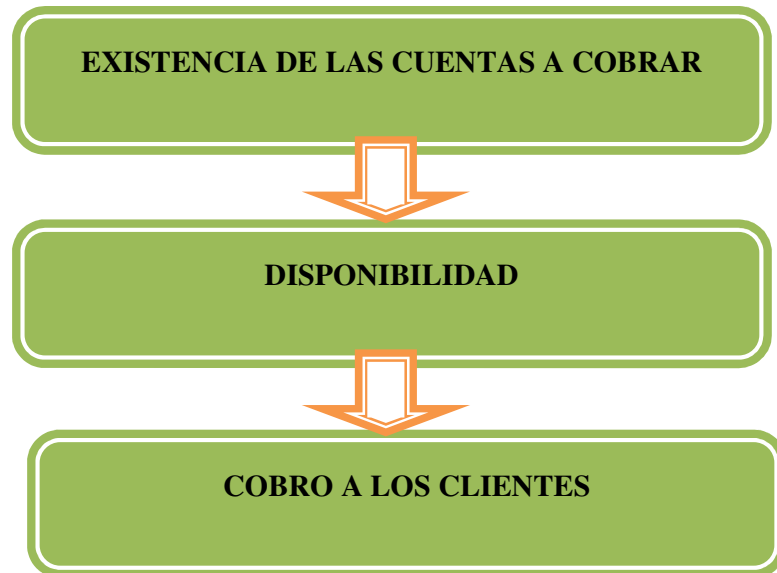 EXISTENCIA DE LAS CUENTAS A COBRAR
DISPONIBILIDAD
COBRO A LOS CLIENTES